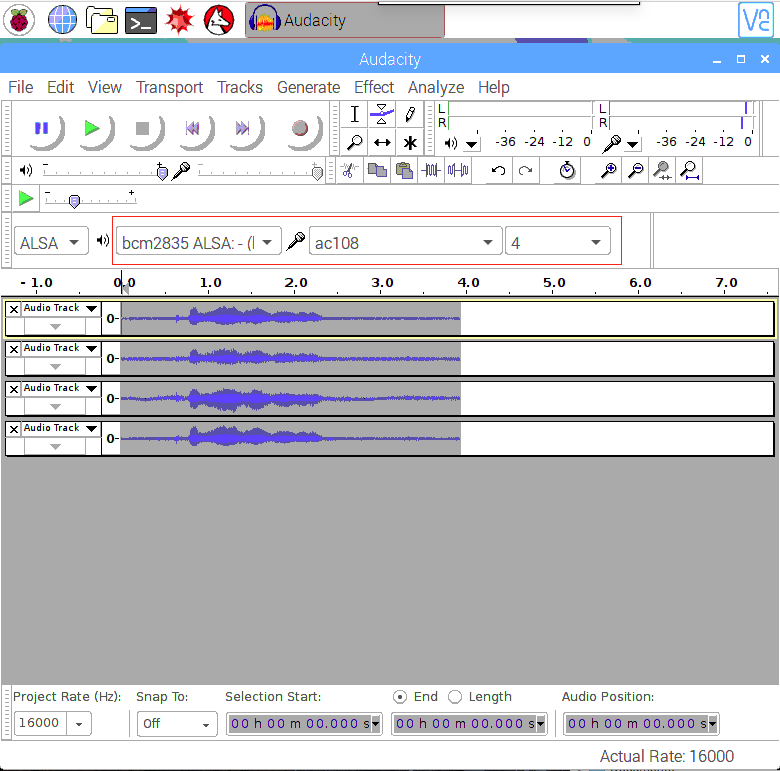 Audacity
V2
Audacity
File Edit View Transport Tracks Generate Effect Analyze Help
L
R
-36 -24 -12 0
L
R
-36 -24 -12 0
- +
- +
- +
ALSA
bcm2835 ALSA: - (
ac108
4
- 1.0 0.0 1.0 2.0 3.0 4.0 5.0 6.0 7.0
Audio Track
0-
Audio Track
0-
Audio Track
0-
Audio Track
0-
Project Rate (Hz): Snap To: Selection Start: End Length Audio Position:
16000 Off 00 h 00 m 00.000 s 00 h 00 m 00.000 s 00 h 00 m 00.000 s
Actual Rate: 16000